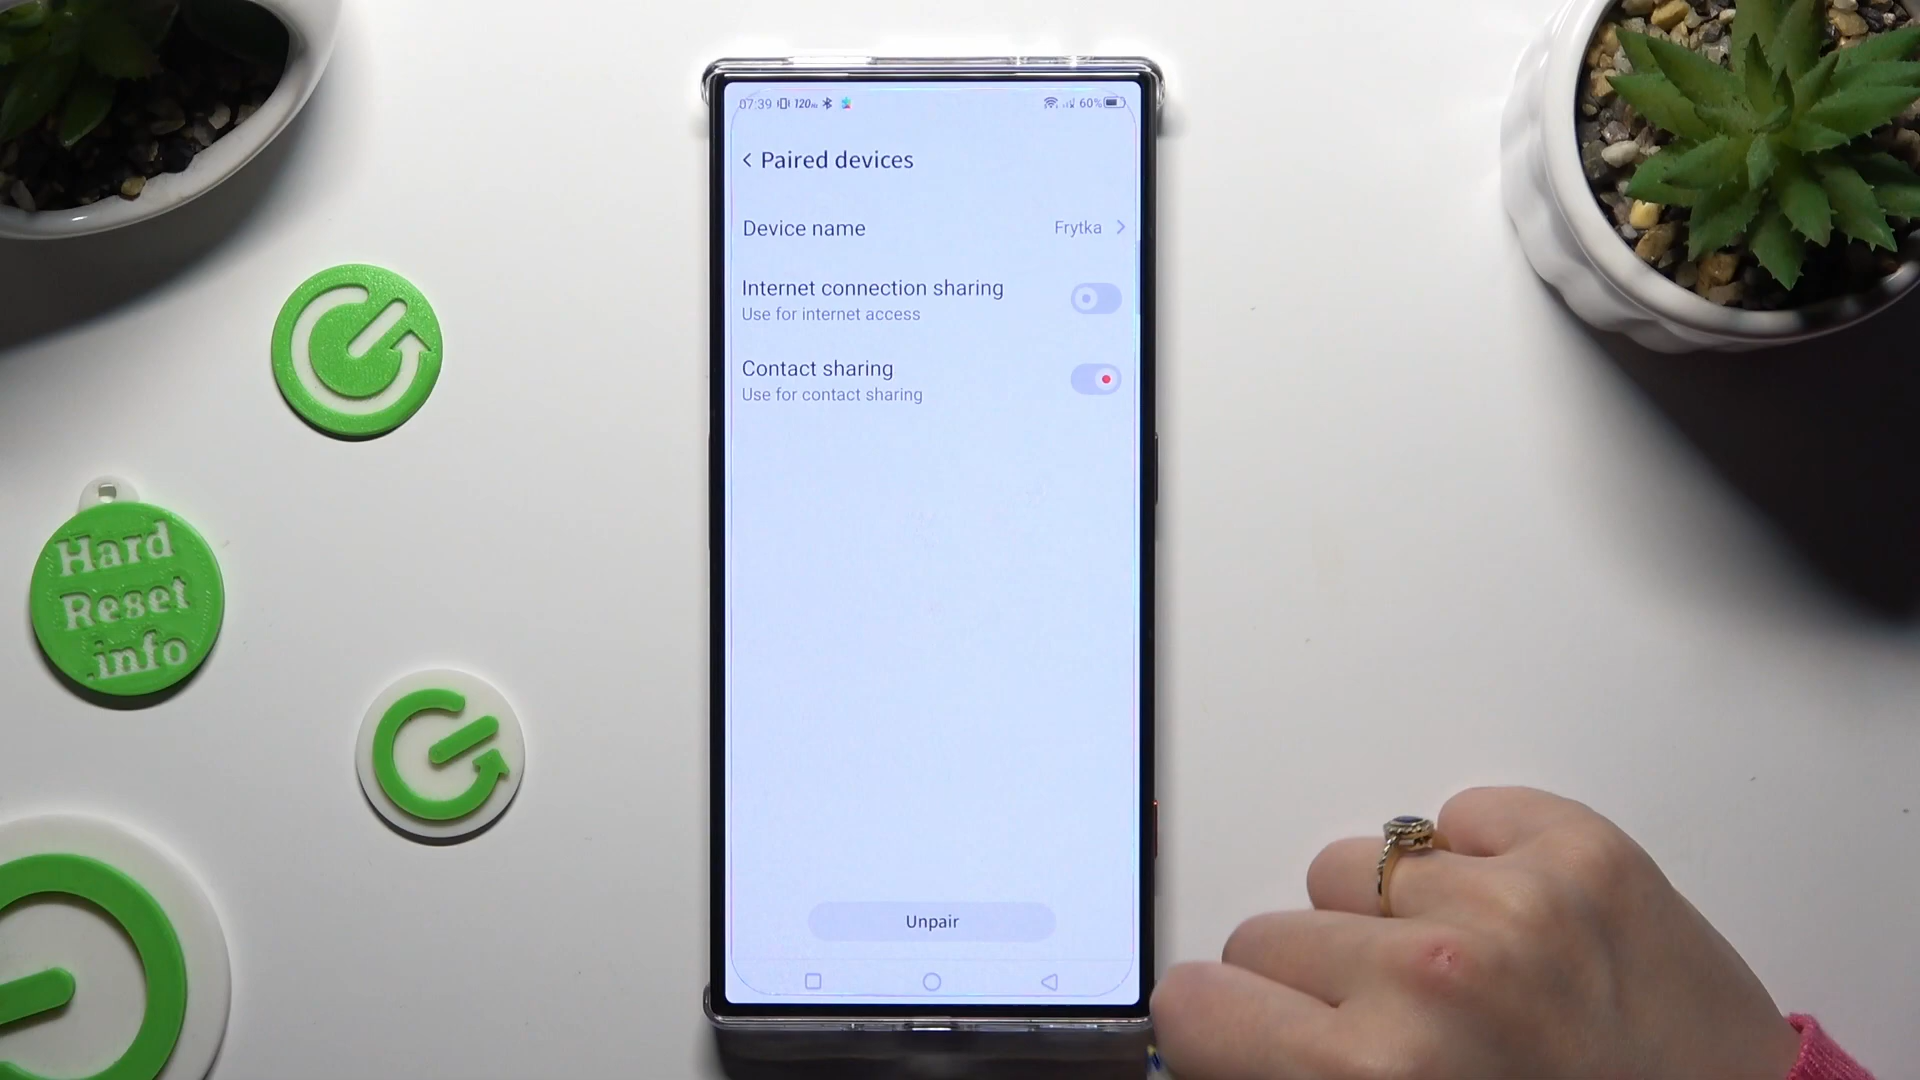 07:39 120Hz 60%
Paired devices
Device name Frytka
Internet connection sharing
Use for internet access
Contact sharing
Use for contact sharing
Unpair
Hard
Reset
.info